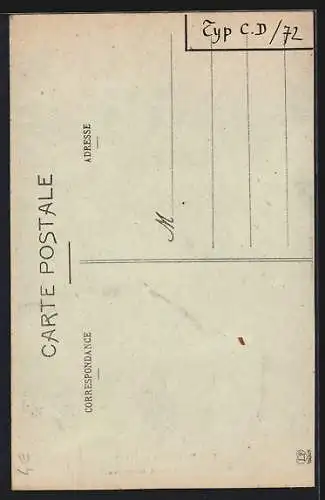 Typ C.D/72
CARTE POSTALE
CORRESPONDANCE
ADRESSE
M